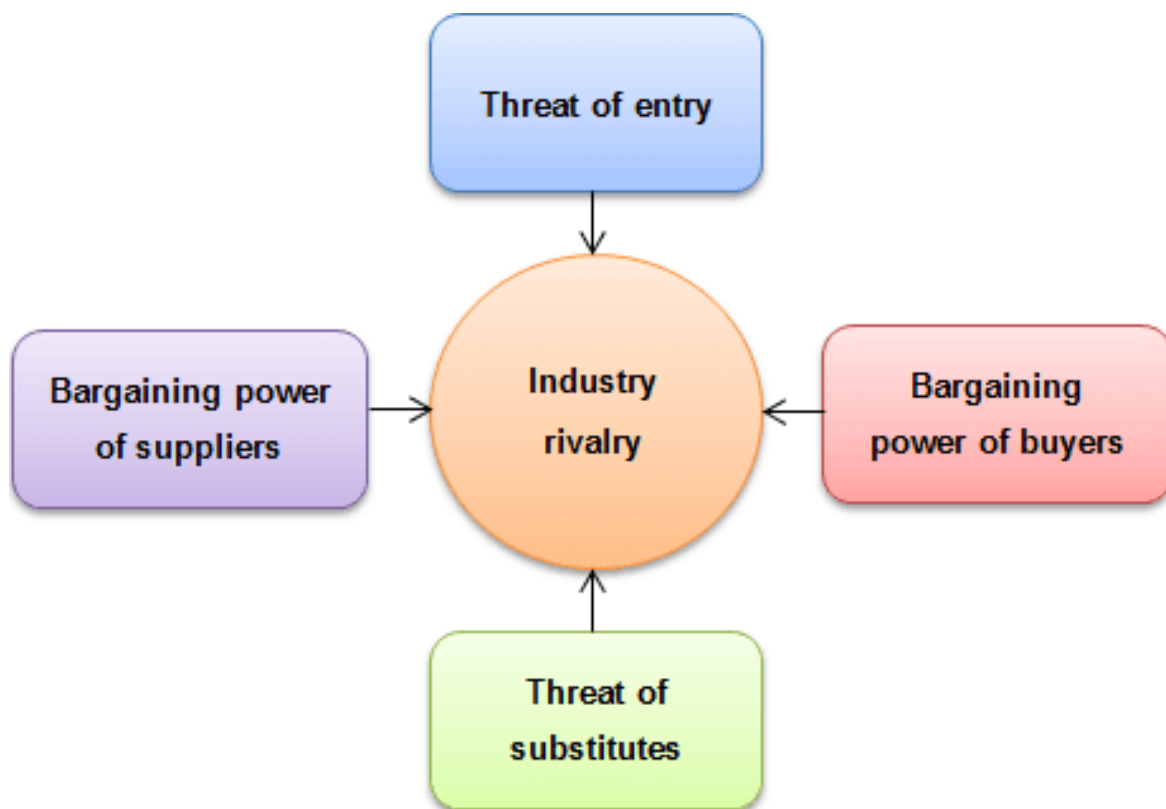 Threat of entry
Bargaining power
of suppliers
Industry
rivalry
Bargaining
power of buyers
Threat of
substitutes